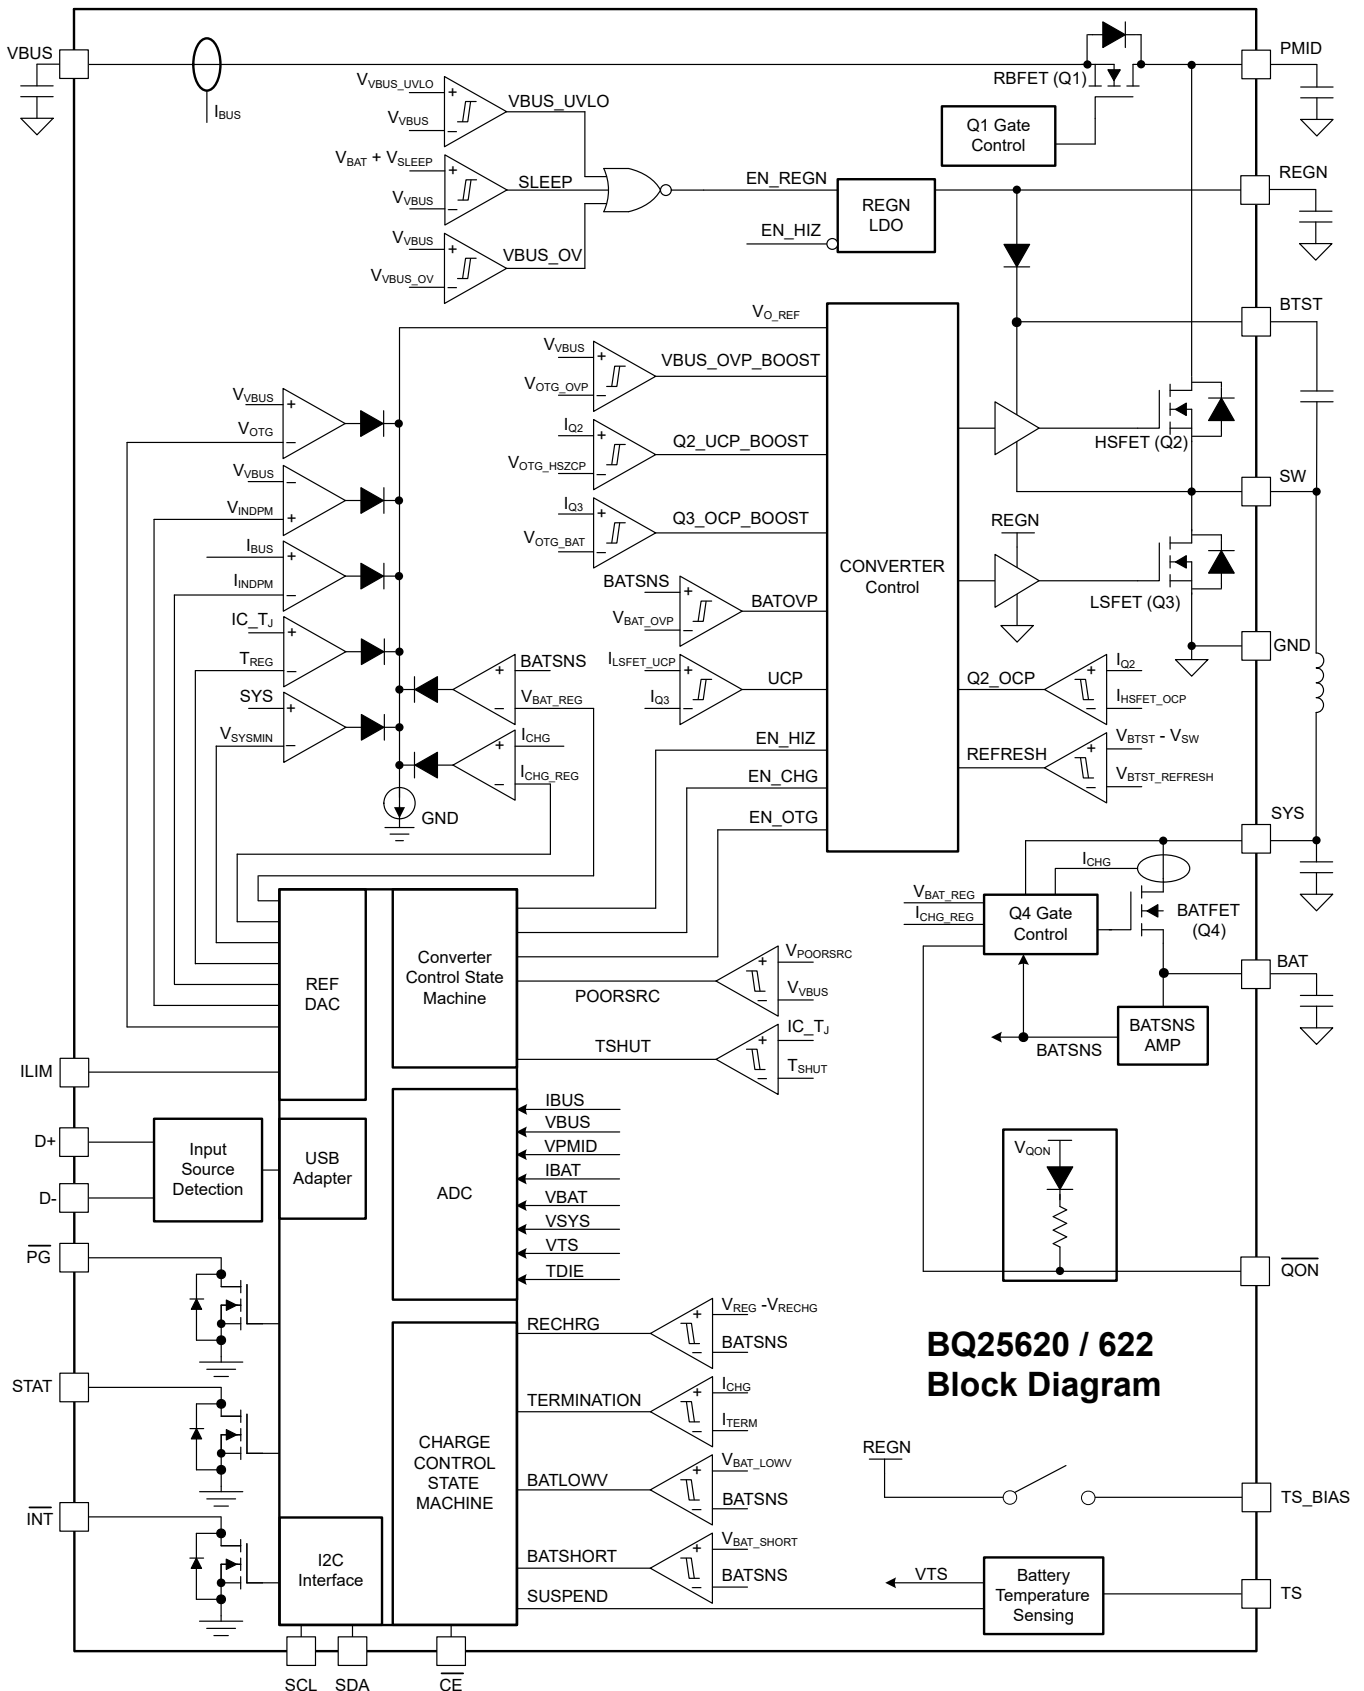 VBUS
PMID
RBFET (Q1)
IBUS
VVBUS_UVLO
VBUS_UVLO
VVBUS
Q1 Gate
Control
VBAT + VSLEEP
SLEEP
VVBUS
EN_REGN
REGN
LDO
REGN
EN_HIZ
VVBUS
VBUS_OV
VVBUS_OV
VO_REF
BTST
VVBUS
VBUS_OVP_BOOST
VOTG_OVP
VVBUS
VOTG
IQ2
Q2_UCP_BOOST
VOTG_HSZCP
HSFET (Q2)
VVBUS
VINDPM
SW
IQ3
Q3_OCP_BOOST
VOTG_BAT
REGN
IBUS
IINDPM
CONVERTER
Control
BATSNS
BATOVP
VBAT_OVP
LSFET (Q3)
IC_TJ
TREG
GND
BATSNS
VBAT_REG
ILSFET_UCP
UCP
IQ3
Q2_OCP
IQ2
IHSFET_OCP
SYS
VSYSMIN
ICHG
ICHG_REG
EN_HIZ
REFRESH
VBTST - VSW
VBTST_REFRESH
EN_CHG
GND
EN_OTG
SYS
ICHG
VBAT_REG
ICHG_REG
Q4 Gate
Control
BATFET
(Q4)
REF
DAC
Converter
Control State
Machine
VPOORSRC
POORSRC
VVBUS
BAT
IC_TJ
TSHUT
TSHUT
BATSNS
BATSNS
AMP
ILIM
IBUS
VBUS
VPMID
IBAT
VBAT
VSYS
VTS
TDIE
ADC
D+
D-
Input
Source
Detection
USB
Adapter
VQON
PG
QON
RECHRG
VREG -VRECHG
BATSNS
BQ25620 / 622
Block Diagram
STAT
TERMINATION
ICHG
ITERM
CHARGE
CONTROL
STATE
MACHINE
BATLOWV
VBAT_LOWV
BATSNS
REGN
TS_BIAS
INT
I2C
Interface
BATSHORT
VBAT_SHORT
BATSNS
SUSPEND
VTS
Battery
Temperature
Sensing
TS
SCL
SDA
CE